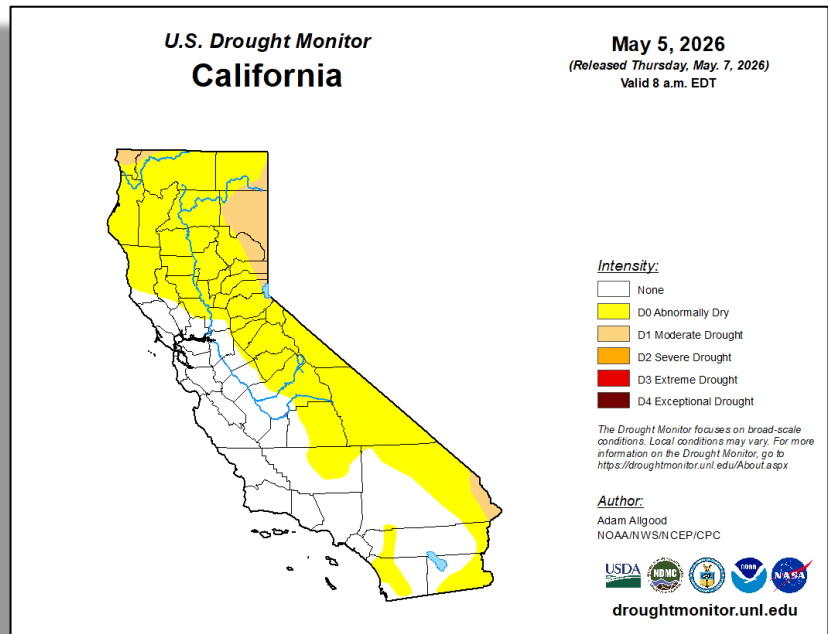 U.S. Drought Monitor
California
May 5, 2026
(Released Thursday, May. 7, 2026)
Valid 8 a.m. EDT
Intensity:
None
D0 Abnormally Dry
D1 Moderate Drought
D2 Severe Drought
D3 Extreme Drought
D4 Exceptional Drought
The Drought Monitor focuses on broad-scale
conditions. Local conditions may vary. For more
information on the Drought Monitor, go to
https://droughtmonitor.unl.edu/About.aspx
Author:
Adam Allgood
NOAA/NWS/NCEP/CPC
USDA
NDMC
NOAA
NASA
droughtmonitor.unl.edu